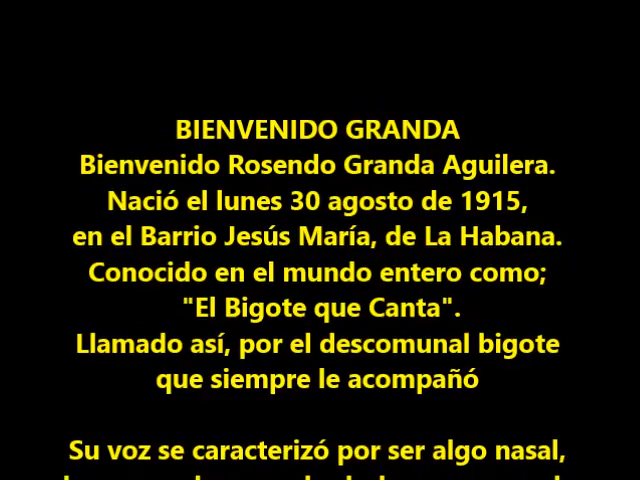 BIENVENIDO GRANDA
Bienvenido Rosendo Granda Aguilera.
Nació el lunes 30 agosto de 1915,
en el Barrio Jesús María, de La Habana.
Conocido en el mundo entero como;
"El Bigote que Canta".
Llamado así, por el descomunal bigote
que siempre le acompañó
Su voz se caracterizó por ser algo nasal,